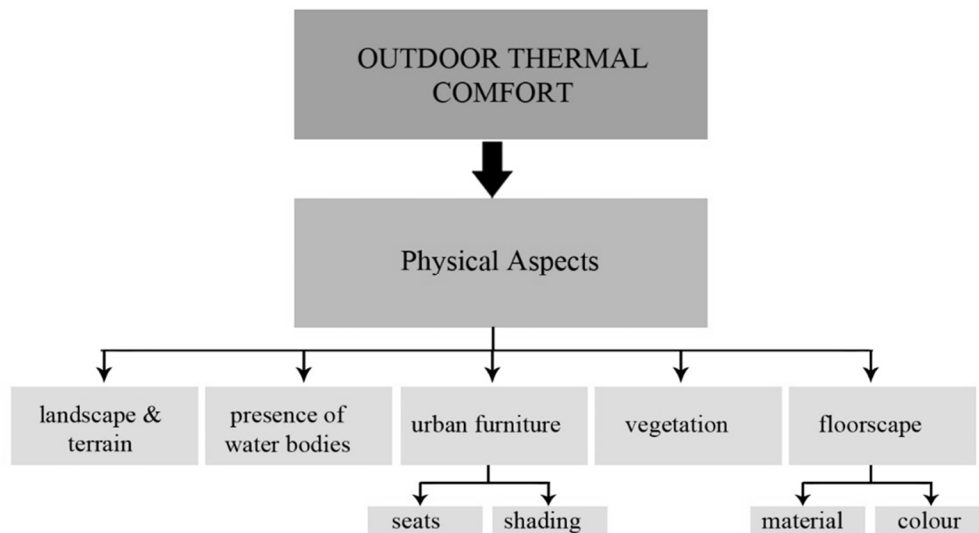 OUTDOOR THERMAL
COMFORT
Physical Aspects
landscape &
terrain
presence of
water bodies
urban furniture
vegetation
floorscape
seats
shading
material
colour